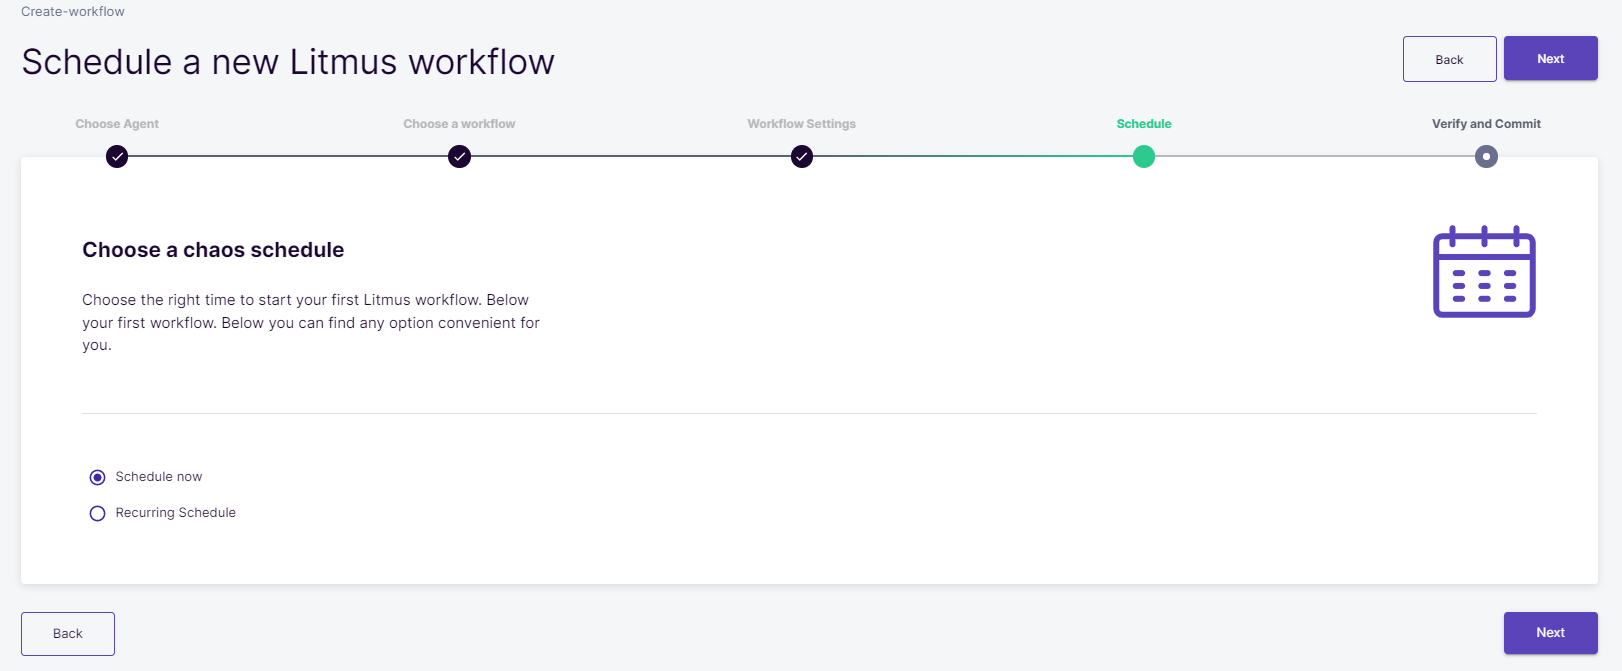 Create-workflow
Schedule a new Litmus workflow
Back
Next
Choose Agent
Choose a workflow
Workflow Settings
Schedule
Verify and Commit
Choose a chaos schedule
Choose the right time to start your first Litmus workflow. Below
your first workflow. Below you can find any option convenient for
you.
Schedule now
Recurring Schedule
Back
Next